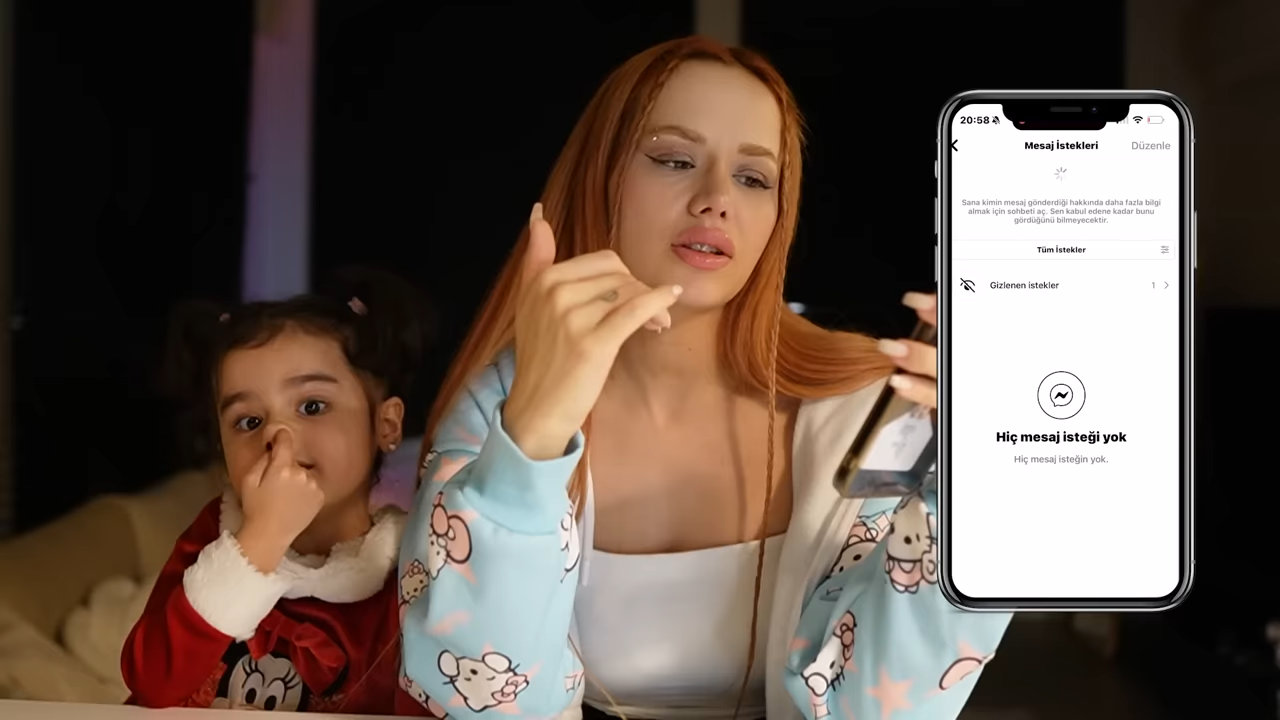 20:58
Mesaj İstekleri
Düzenle
Sana kimin mesaj gönderdiği hakkında daha fazla bilgi
almak için sohbeti aç. Sen kabul edene kadar bunu
gördüğünü bilmeyecektir.
Tüm İstekler
Gizlenen istekler
1
Hiç mesaj isteği yok
Hiç mesaj isteğin yok.